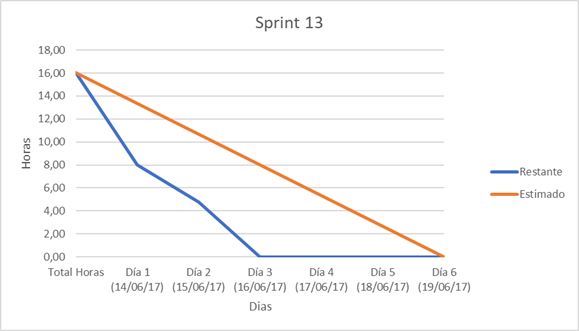 Sprint 13
18,00
16,00
14,00
12,00
10,00
8,00
6,00
4,00
2,00
0,00
Horas
Total Horas
Día 1
(14/06/17)
Día 2
(15/06/17)
Día 3
(16/06/17)
Día 4
(17/06/17)
Día 5
(18/06/17)
Día 6
(19/06/17)
Dias
Restante
Estimado